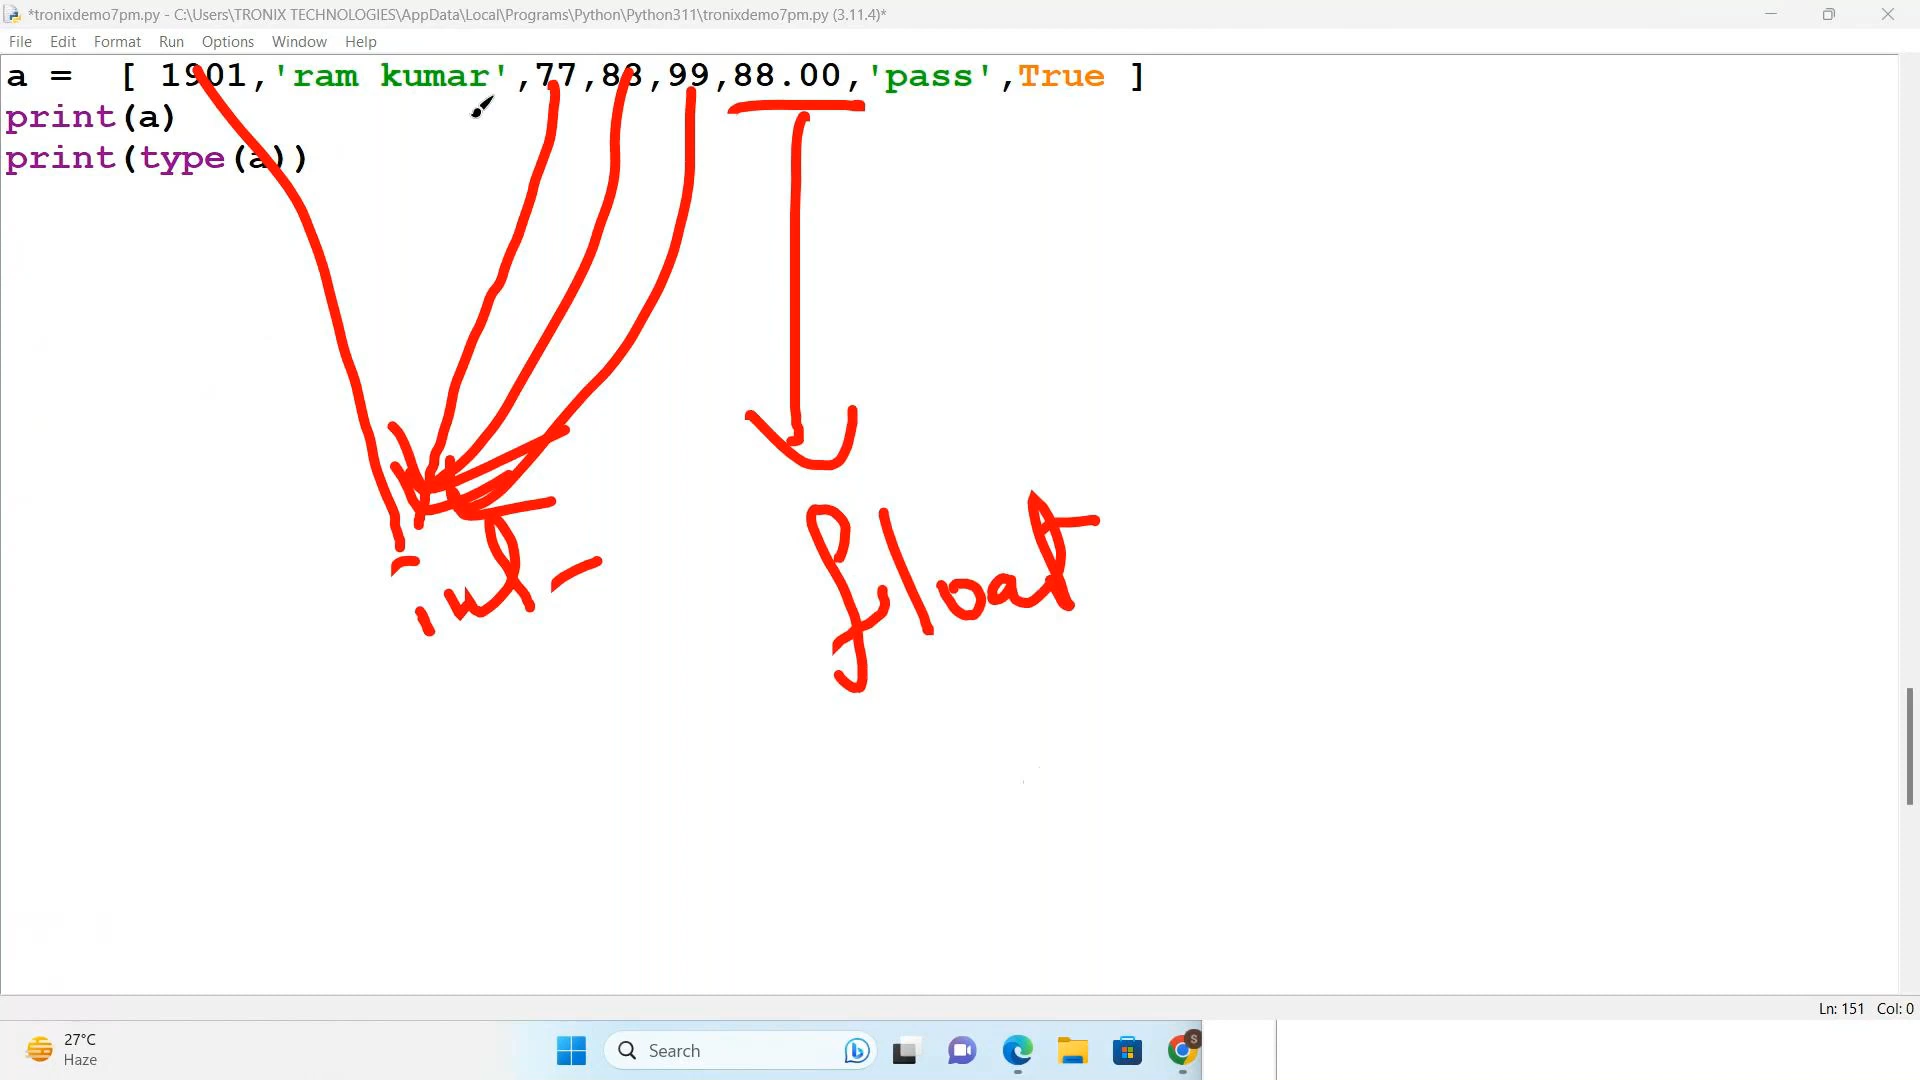 *tronixdemo7pm.py - C:\Users\TRONIX TECHNOLOGIES\AppData\Local\Programs\Python\Python311\tronixdemo7pm.py (3.11.4)*
File Edit Format Run Options Window Help
a = [ 1901,'ram kumar',77,88,99,88.00,'pass',True ]
print(a)
print(type(a))
int
float
Ln: 151 Col: 0
27°C
Haze
Search
S